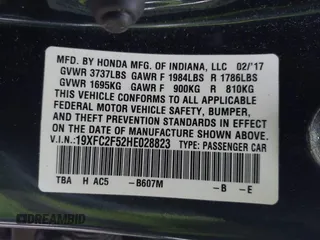 MFD. BY HONDA MFG. OF INDIANA, LLC 02/'17
GVWR 3737LBS GAWR F 1984LBS R 1786LBS
GVWR 1695KG GAWR F 900KG R 810KG
THIS VEHICLE CONFORMS TO ALL APPLICABLE
FEDERAL MOTOR VEHICLE SAFETY, BUMPER,
AND THEFT PREVENTION STANDARDS IN
EFFECT ON THE DATE OF MANUFACTURE SHOWN
ABOVE.
V.I.N.:19XFC2F52HE028823 TYPE: PASSENGER CAR
TBA H AC5 -B607M -B -E
DREAMBID